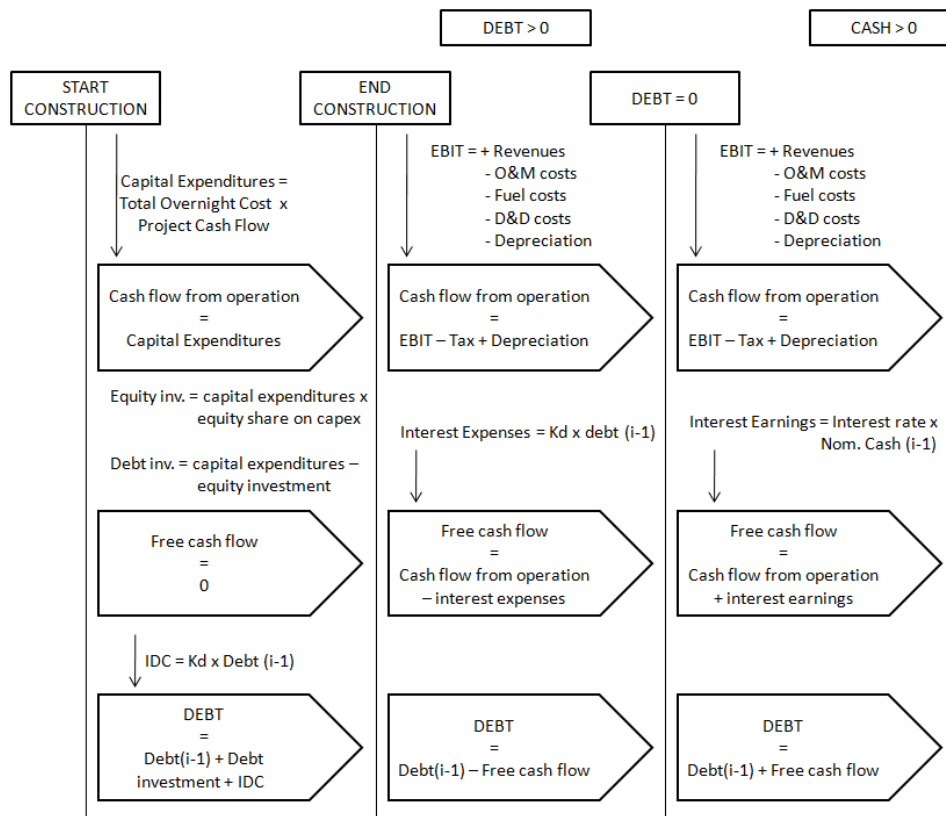 DEBT > 0
CASH > 0
START
CONSTRUCTION
END
CONSTRUCTION
DEBT = 0
Capital Expenditures =
Total Overnight Cost x
Project Cash Flow
EBIT = + Revenues
- O&M costs
- Fuel costs
- D&D costs
- Depreciation
EBIT = + Revenues
- O&M costs
- Fuel costs
- D&D costs
- Depreciation
Cash flow from operation
=
Capital Expenditures
Cash flow from operation
=
EBIT – Tax + Depreciation
Cash flow from operation
=
EBIT – Tax + Depreciation
Equity inv. = capital expenditures x
equity share on capex
Debt inv. = capital expenditures –
equity investment
Interest Expenses = Kd x debt (i-1)
Interest Earnings = Interest rate x
Nom. Cash (i-1)
Free cash flow
=
0
Free cash flow
=
Cash flow from operation
– interest expenses
Free cash flow
=
Cash flow from operation
+ interest earnings
IDC = Kd x Debt (i-1)
DEBT
=
Debt(i-1) + Debt
investment + IDC
DEBT
=
Debt(i-1) – Free cash flow
DEBT
=
Debt(i-1) + Free cash flow